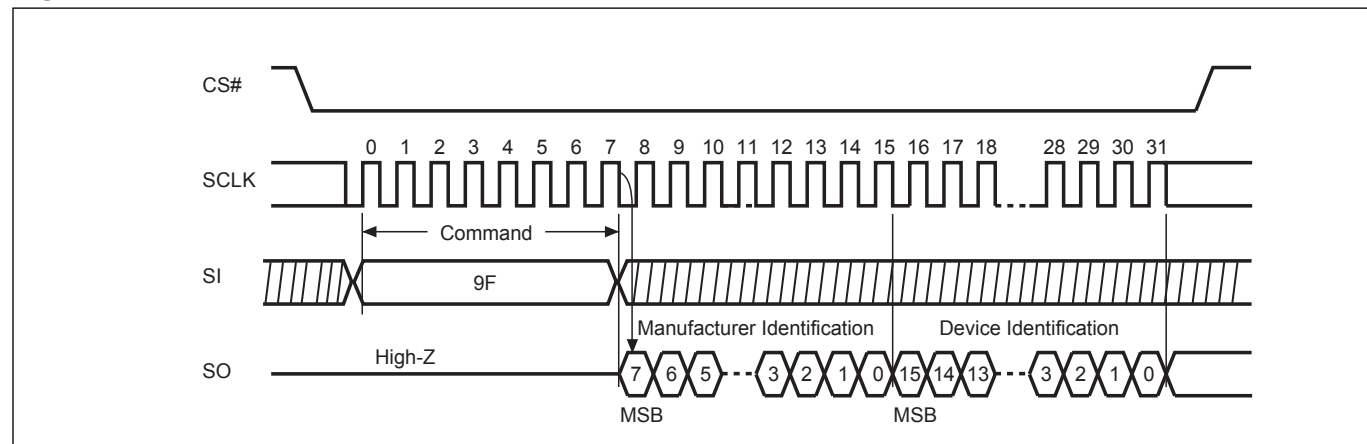 CS#
0 1 2 3 4 5 6 7 8 9 10 11 12 13 14 15 16 17 18 28 29 30 31
SCLK
Command
SI
9F
Manufacturer Identification Device Identification
High-Z
SO
7 6 5 3 2 1 0 15 14 13 3 2 1 0
MSB MSB